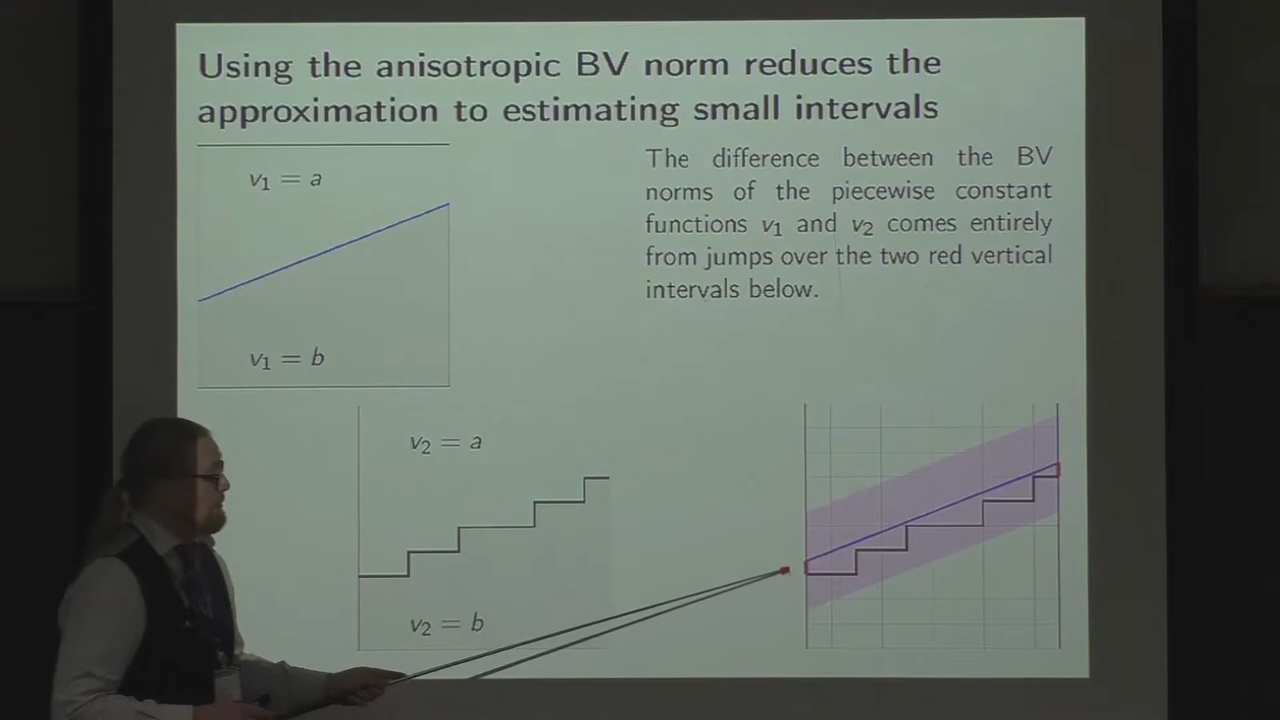 Using the anisotropic BV norm reduces the
approximation to estimating small intervals
v₁ = a
v₁ = b
The difference between the BV
norms of the piecewise constant
functions v₁ and v₂ comes entirely
from jumps over the two red vertical
intervals below.
v₂ = a
v₂ = b